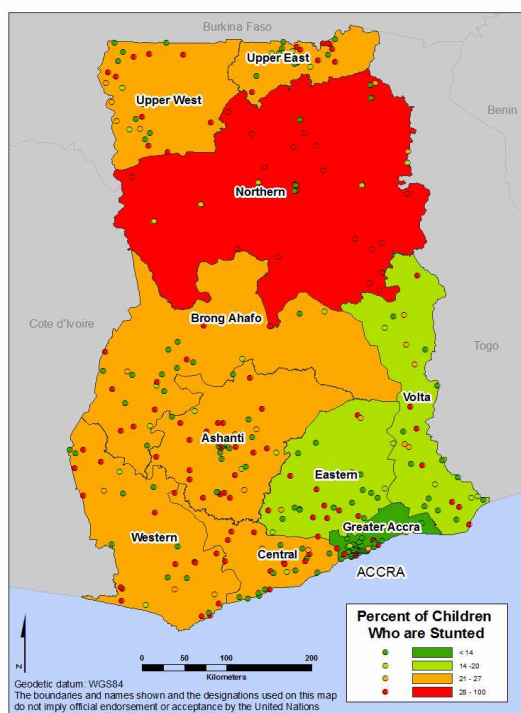 Burkina Faso
Upper East
Upper West
Benin
Northern
Brong Ahafo
Cote d'Ivoire
Togo
Volta
Ashanti
Eastern
Greater Accra
Western
Central
ACCRA
Percent of Children
Who are Stunted
< 14
14 -20
21 - 27
28 - 100
N
0 50 100 200
Kilometers
Geodetic datum: WGS84
The boundaries and names shown and the designations used on this map
do not imply official endorsement or acceptance by the United Nations